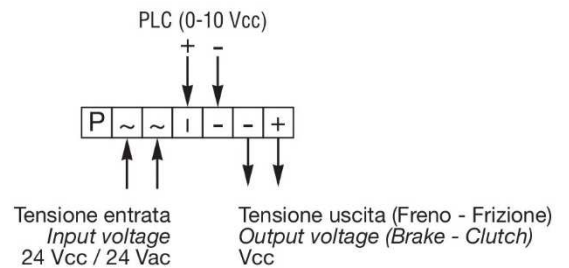 PLC (0-10 Vcc)
+ -
P ~ ~ I - - +
Tensione entrata
Input voltage
24 Vcc / 24 Vac
Tensione uscita (Freno - Frizione)
Output voltage (Brake - Clutch)
Vcc